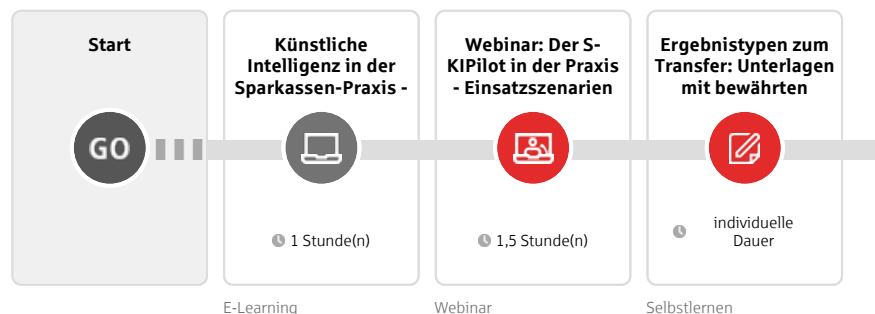 Start
GO
Künstliche
Intelligenz in der
Sparkassen-Praxis -
1 Stunde(n)
E-Learning
Webinar: Der S-
KIPilot in der Praxis
- Einsatzszenarien
1,5 Stunde(n)
Webinar
Ergebnistypen zum
Transfer: Unterlagen
mit bewährten
individuelle
Dauer
Selbstlernen